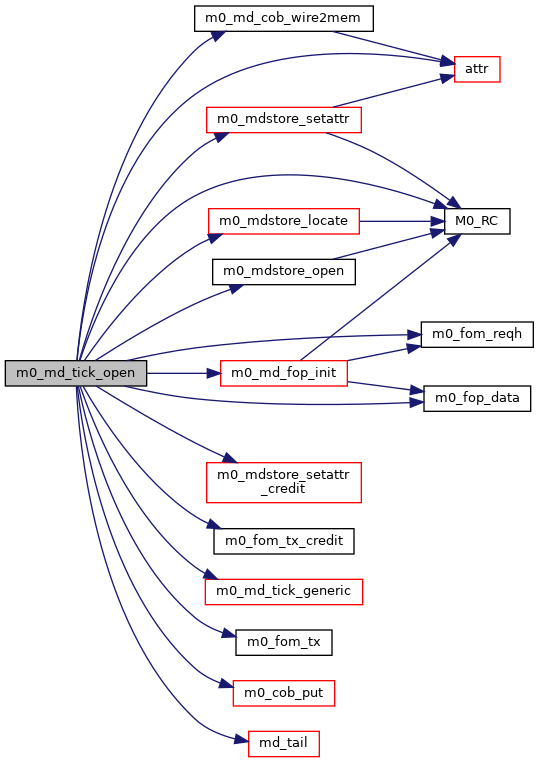 m0_md_cob_wire2mem
attr
m0_mdstore_setattr
m0_mdstore_locate
M0_RC
m0_mdstore_open
m0_fom_reqh
m0_md_tick_open
m0_md_fop_init
m0_fop_data
m0_mdstore_setattr
_credit
m0_fom_tx_credit
m0_md_tick_generic
m0_fom_tx
m0_cob_put
md_tail